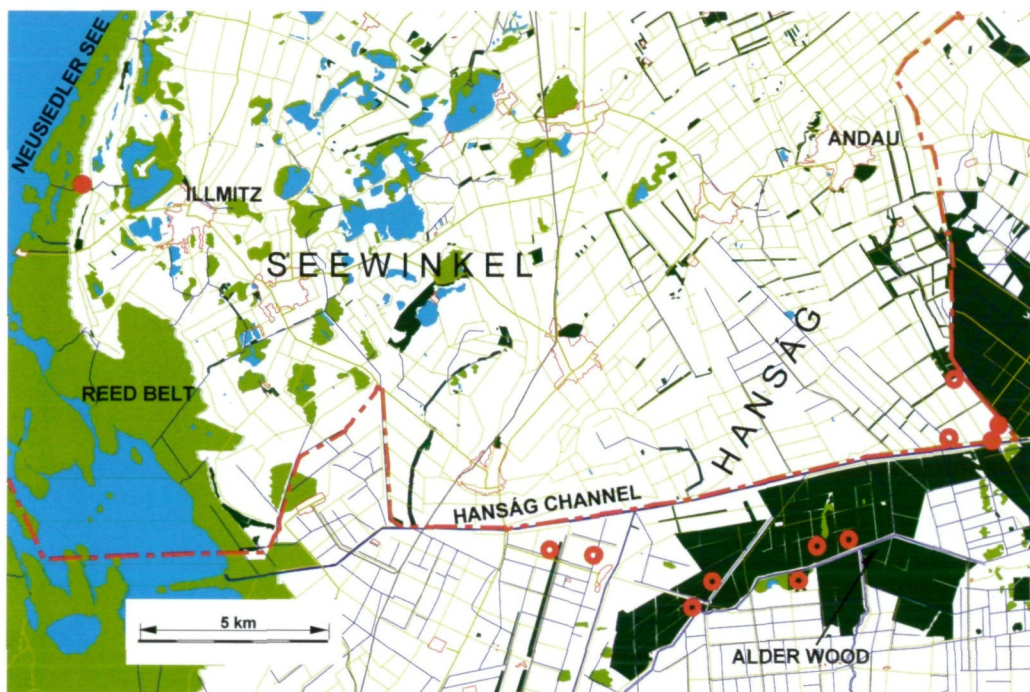 NEUSIEDLER SEE
ANDAU
ILLMITZ
SEEWINKEL
HANSÁG
REED BELT
HANSÁG CHANNEL
5 km
ALDER WOOD